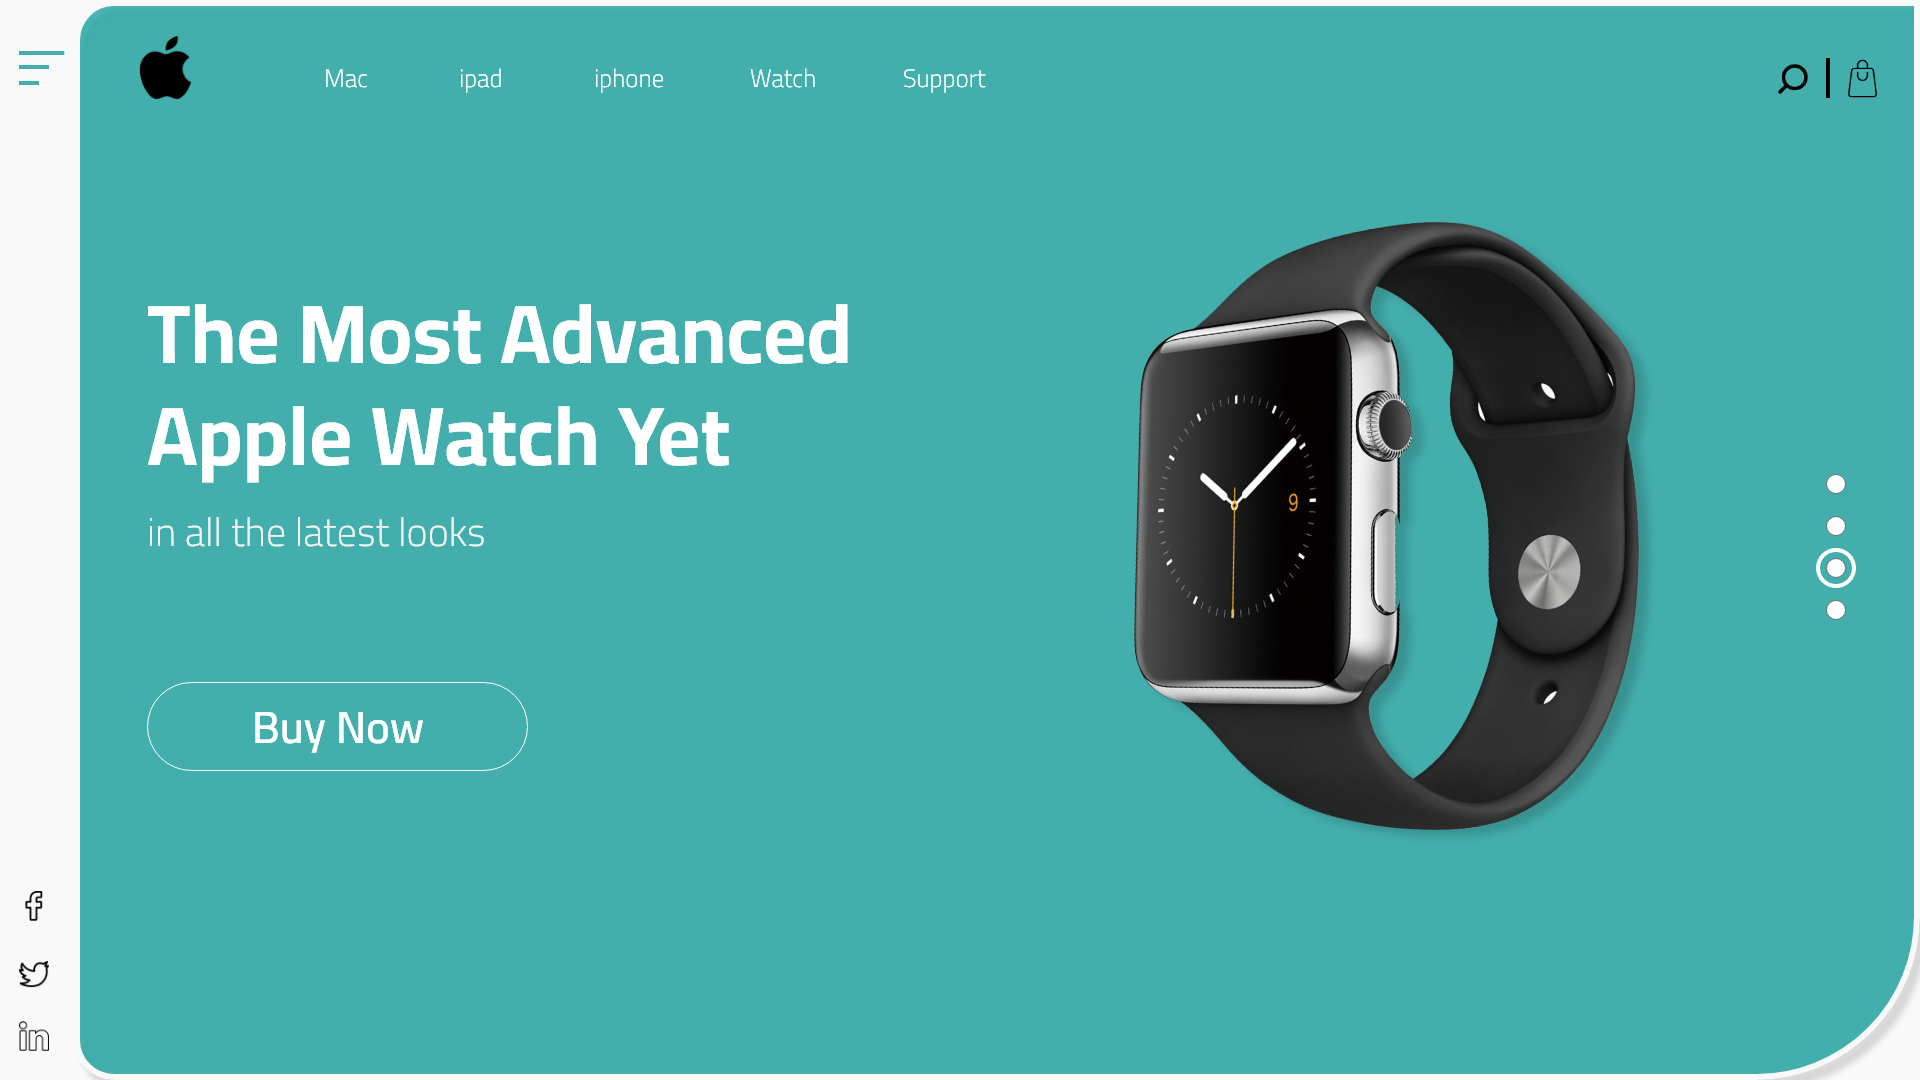 Mac
ipad
iphone
Watch
Support
The Most Advanced
Apple Watch Yet
in all the latest looks
9
Buy Now
f
in